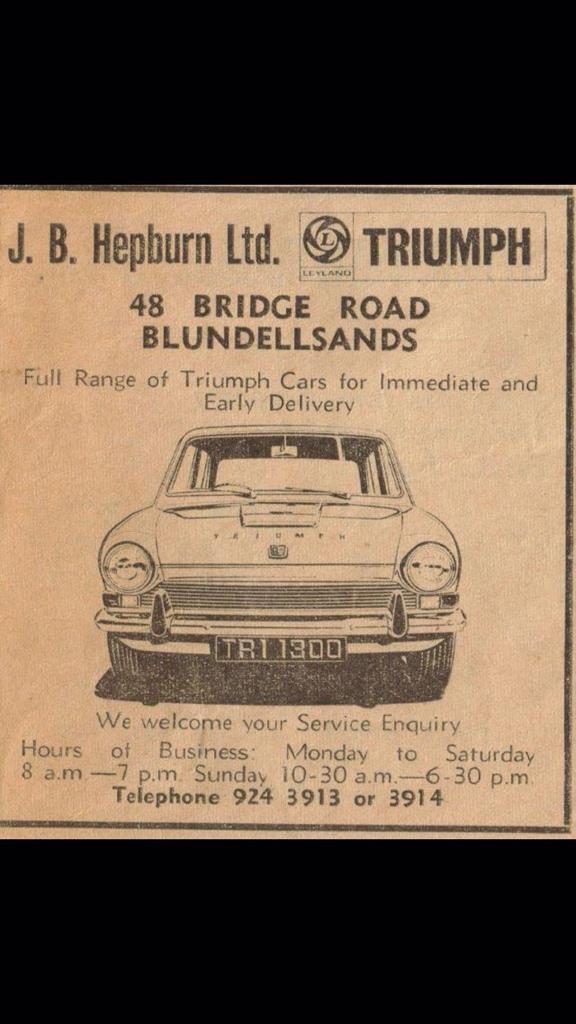 J. B. Hepburn Ltd. LEYLAND TRIUMPH
48 BRIDGE ROAD
BLUNDELLSANDS
Full Range of Triumph Cars for Immediate and
Early Delivery
TRIUMPH
TRI 1300
We welcome your Service Enquiry
Hours of Business: Monday to Saturday
8 a.m.—7 p.m. Sunday 10-30 a.m.—6-30 p.m.
Telephone 924 3913 or 3914